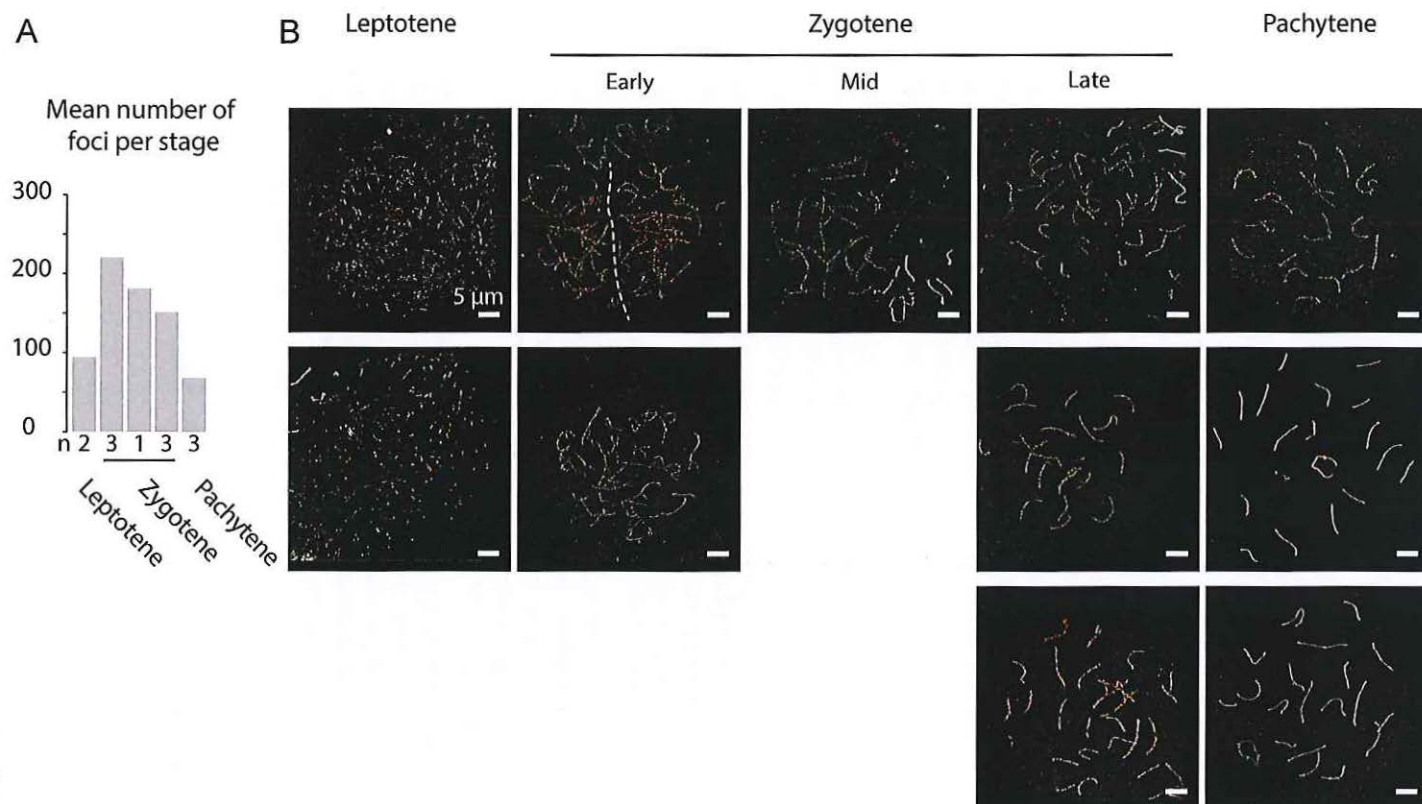 A
Mean number of
foci per stage
300
200
100
0
n 2 3 1 3 3
Leptotene
Zygotene
Pachytene
B
Leptotene
Zygotene
Pachytene
Early
Mid
Late
5 μm